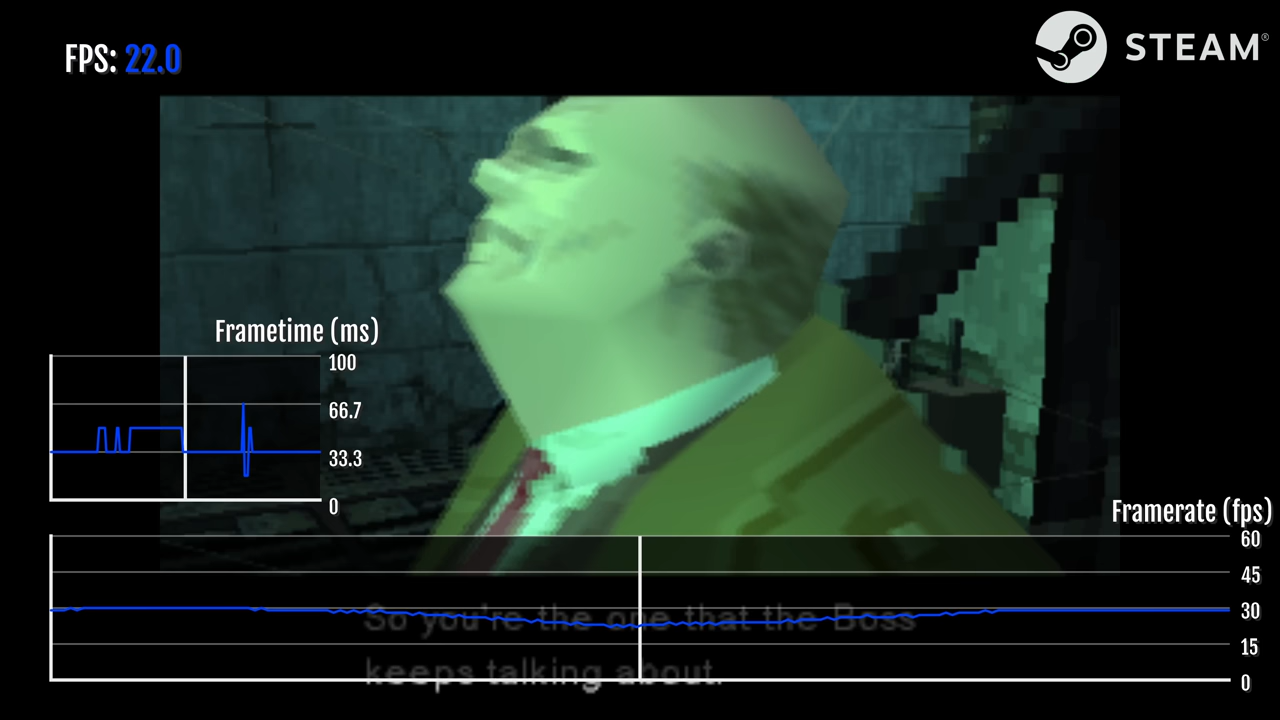 FPS: 22.0
STEAM®
Frametime (ms)
100
66.7
33.3
0
Framerate (fps)
60
45
30
15
0
So you're the one that the Boss
keeps talking about.